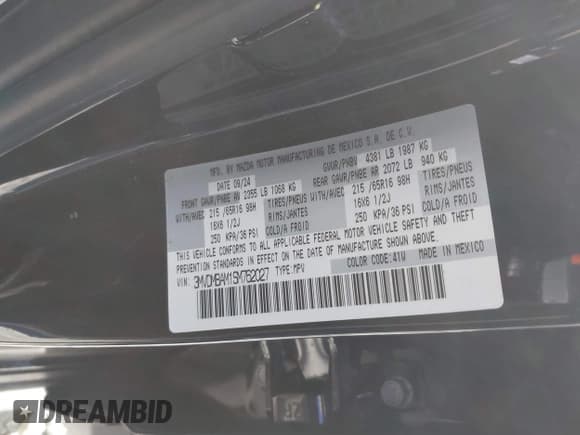 MFD. BY MAZDA MOTOR MANUFACTURING DE MEXICO S.A. DE C.V.
DATE 09/24 GVWR/PNBV 4381 LB 1987 KG
FRONT GAWR/PNBE AV 2355 LB 1068 KG REAR GAWR/PNBE AR 2072 LB 940 KG
WITH/AVEC 215 /65R16 98H TIRES/PNEUS WITH/AVEC 215 /65R16 98H TIRES/PNEUS
16X6 1/2J RIMS/JANTES 16X6 1/2J RIMS/JANTES
250 KPA/36 PSI COLD/A FROID 250 KPA/36 PSI COLD/A FROID
THIS VEHICLE CONFORMS TO ALL APPLICABLE FEDERAL MOTOR VEHICLE SAFETY AND THEFT
PREVENTION STANDARDS IN EFFECT ON THE DATE OF MANUFACTURE SHOWN ABOVE.
VIN: 3MVDMBAM1SM762027 TYPE:MPV COLOR CODE:41W MADE IN MEXICO
DREAMBID